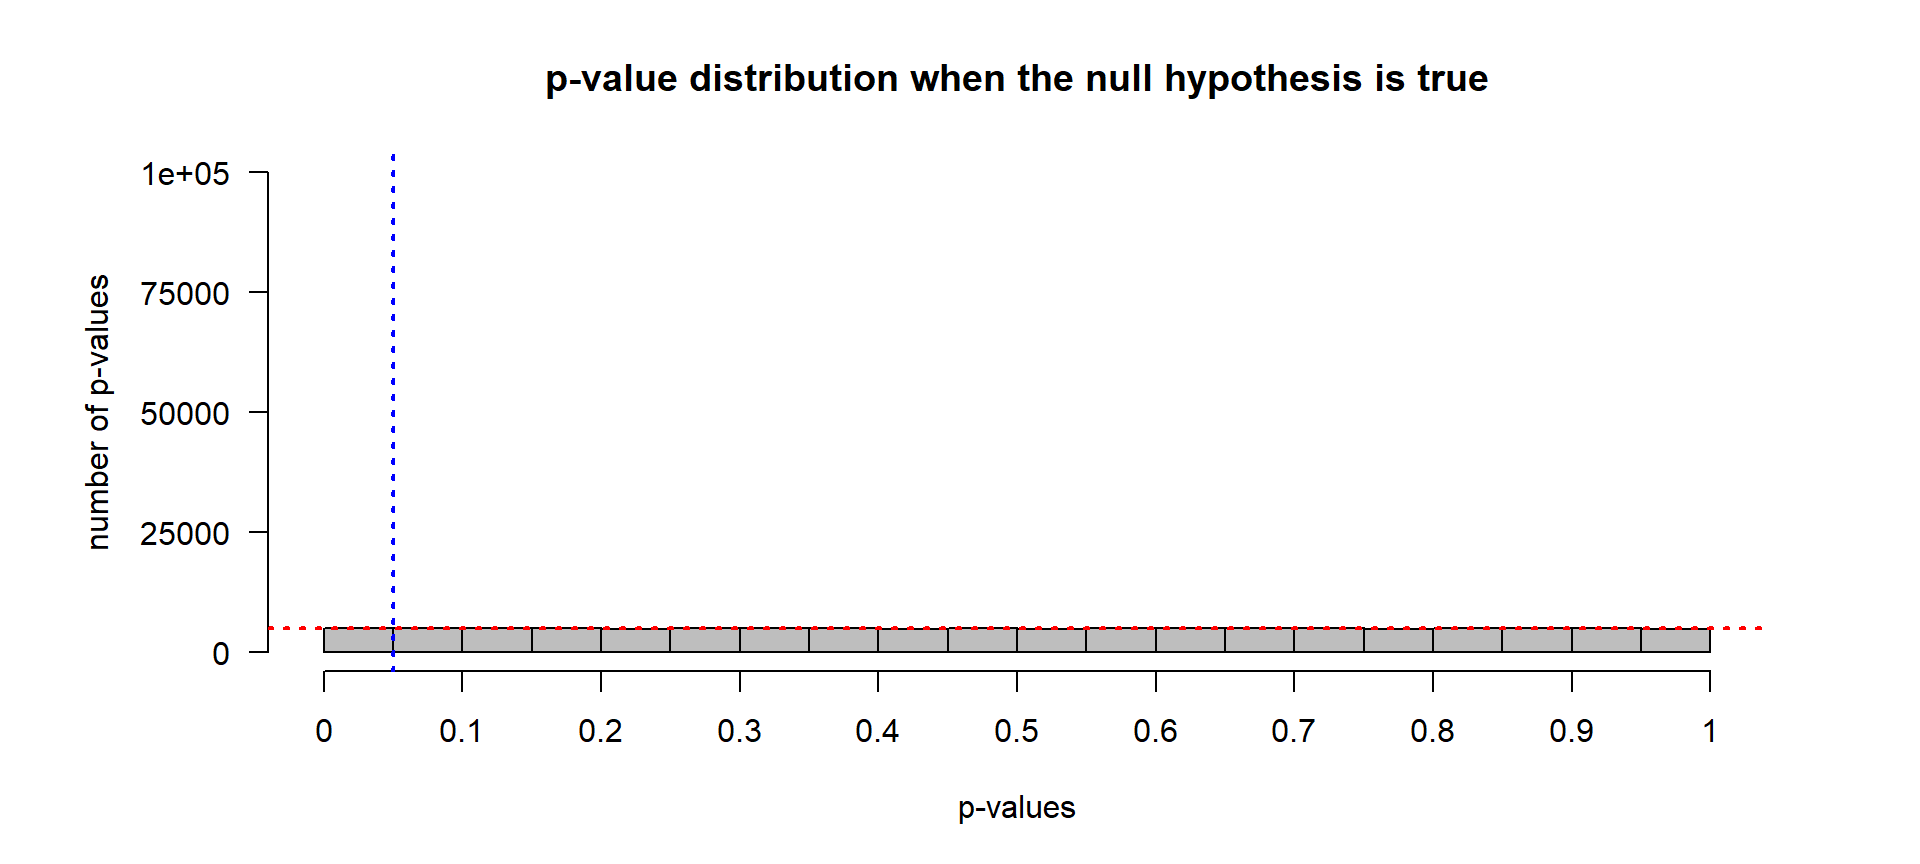 p-value distribution when the null hypothesis is true
1e+05
75000
50000
25000
0
number of p-values
0 0.1 0.2 0.3 0.4 0.5 0.6 0.7 0.8 0.9 1
p-values